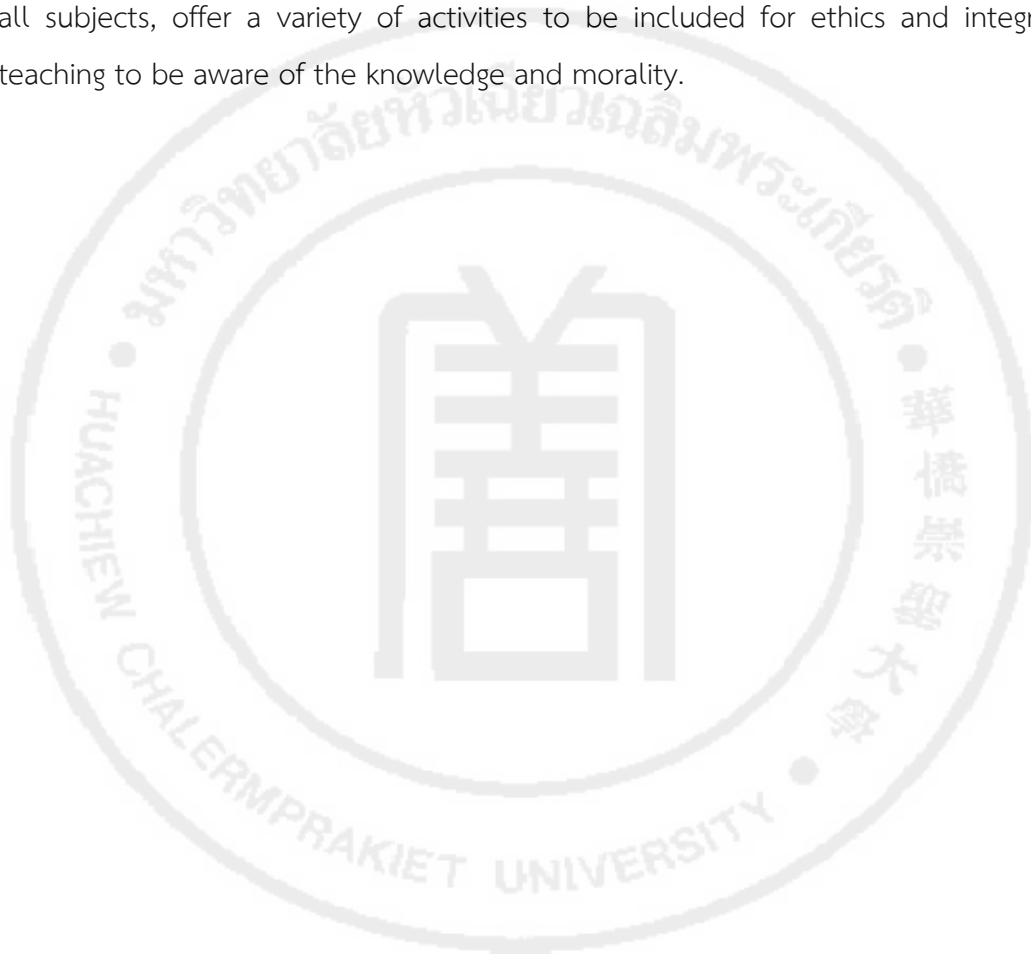 all subjects, offer a variety of activities to be included for ethics and integr
teaching to be aware of the knowledge and morality.
มหาวิทยาลัยหัวเฉียวเฉลิมพระเกียรติ
華僑崇聖大學
HUACHIEW CHALERMPRAKIET UNIVERSITY